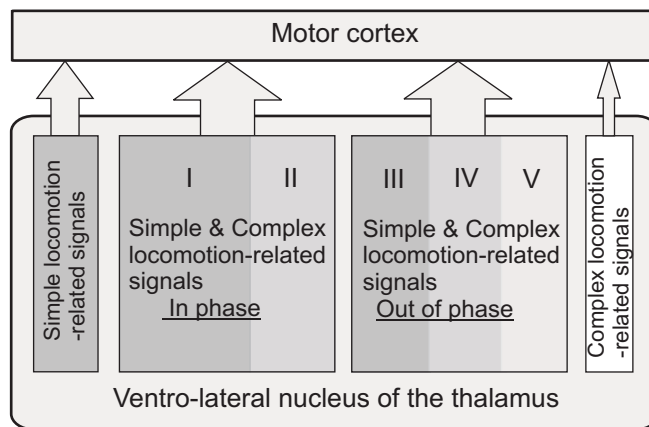 Motor cortex
Simple locomotion
-related signals
I
II
Simple & Complex
locomotion-related
signals
In phase
III
IV
V
Simple & Complex
locomotion-related
signals
Out of phase
Complex locomotion
-related signals
Ventro-lateral nucleus of the thalamus